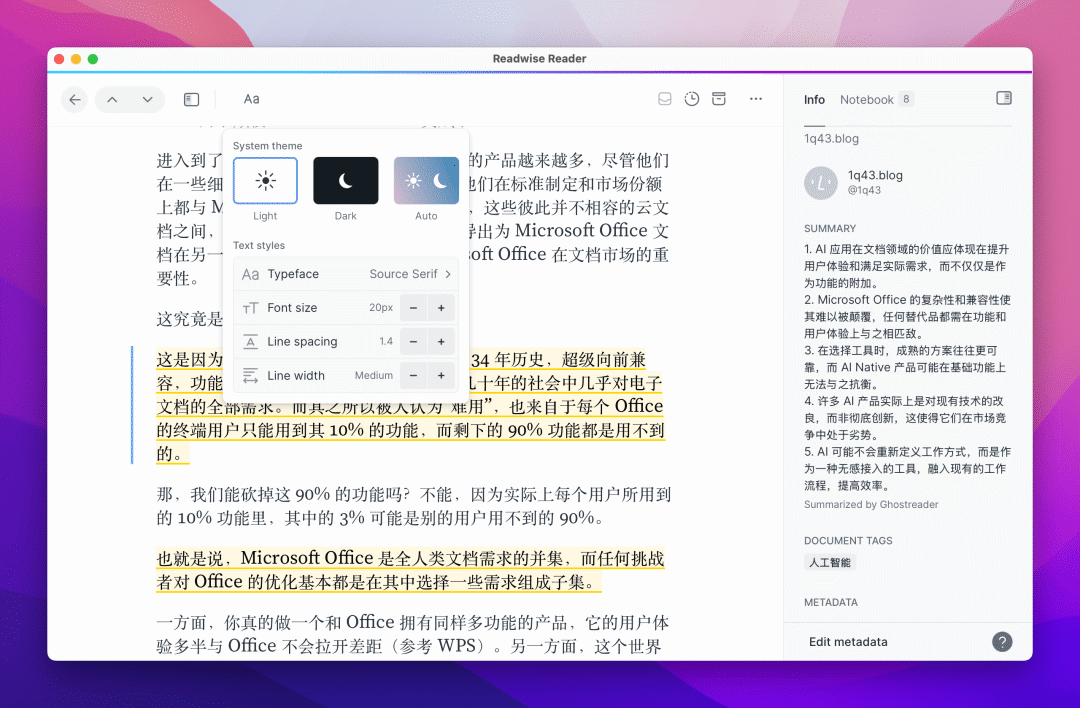 Readwise Reader
Aa
System theme
Light
Dark
Auto
Text styles
Aa Typeface Source Serif
Font size 20px − +
Line spacing 1.4 − +
Line width Medium − +
进入到了 的产品越来越多，尽管他们
在一些细 他们在标准制定和市场份额
上都与 M ，这些彼此并不相容的云文
档之间， 导出为 Microsoft Office 文
档在另一 soft Office 在文档市场的重
要性。
这究竟是
这是因为 34 年历史，超级向前兼
容，功能 几十年的社会中几乎对电子
文档的全部需求。而其之所以被人认为“难用”，也来自于每个 Office
的终端用户只能用到其 10% 的功能，而剩下的 90% 功能都是用不到
的。
那，我们能砍掉这 90% 的功能吗？不能，因为实际上每个用户所用到
的 10% 功能里，其中的 3% 可能是别的用户用不到的 90%。
也就是说，Microsoft Office 是全人类文档需求的并集，而任何挑战
者对 Office 的优化基本都是在其中选择一些需求组成子集。
一方面，你真的做一个和 Office 拥有同样多功能的产品，它的用户体
验多半与 Office 不会拉开差距（参考 WPS）。另一方面，这个世界
Info Notebook 8
1q43.blog
1q43.blog
@1q43
SUMMARY
1. AI 应用在文档领域的价值应体现在提升
用户体验和满足实际需求，而不仅仅是作
为功能的附加。
2. Microsoft Office 的复杂性和兼容性使
其难以被颠覆，任何替代品都需在功能和
用户体验上与之相匹敌。
3. 在选择工具时，成熟的方案往往更可
靠，而 AI Native 产品可能在基础功能上
无法与之抗衡。
4. 许多 AI 产品实际上是对现有技术的改
良，而非彻底创新，这使得它们在市场竞
争中处于劣势。
5. AI 可能不会重新定义工作方式，而是作
为一种无感接入的工具，融入现有的工作
流程，提高效率。
Summarized by Ghostreader
DOCUMENT TAGS
人工智能
METADATA
Edit metadata
?